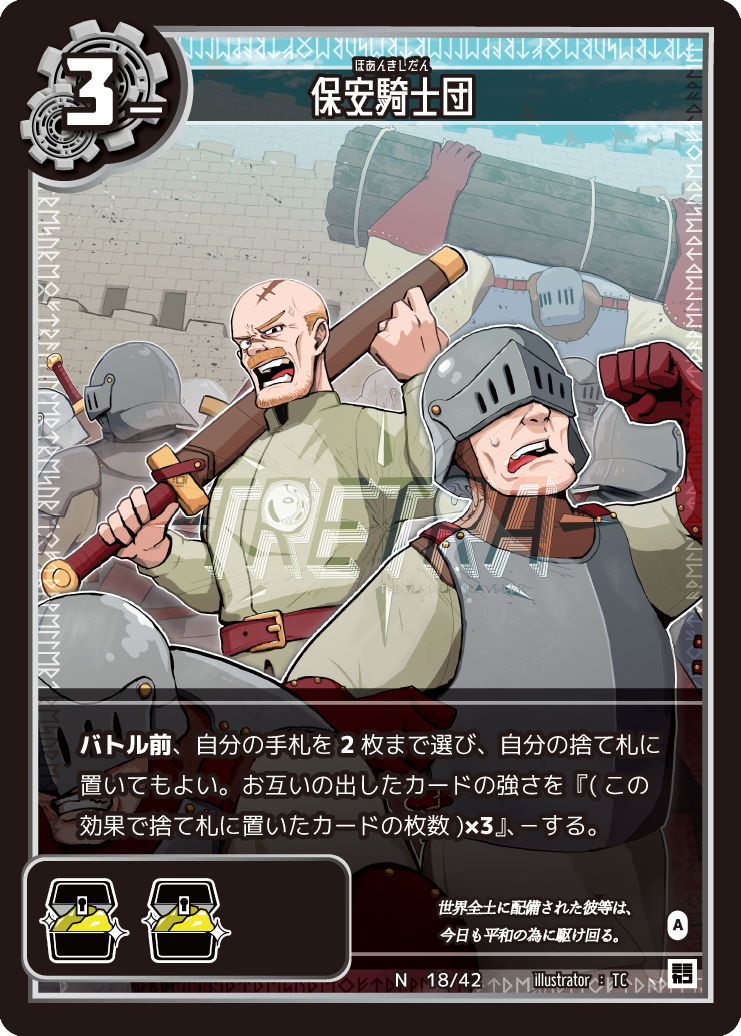 3
ほあんきしだん
保安騎士団
TRETRA
バトル前、自分の手札を2枚まで選び、自分の捨て札に
置いてもよい。お互いの出したカードの強さを『(この
効果で捨て札に置いたカードの枚数)×3』、－する。
世界全土に配備された彼等は、
今日も平和の為に駆け回る。
A
N 18/42 illustrator : TC